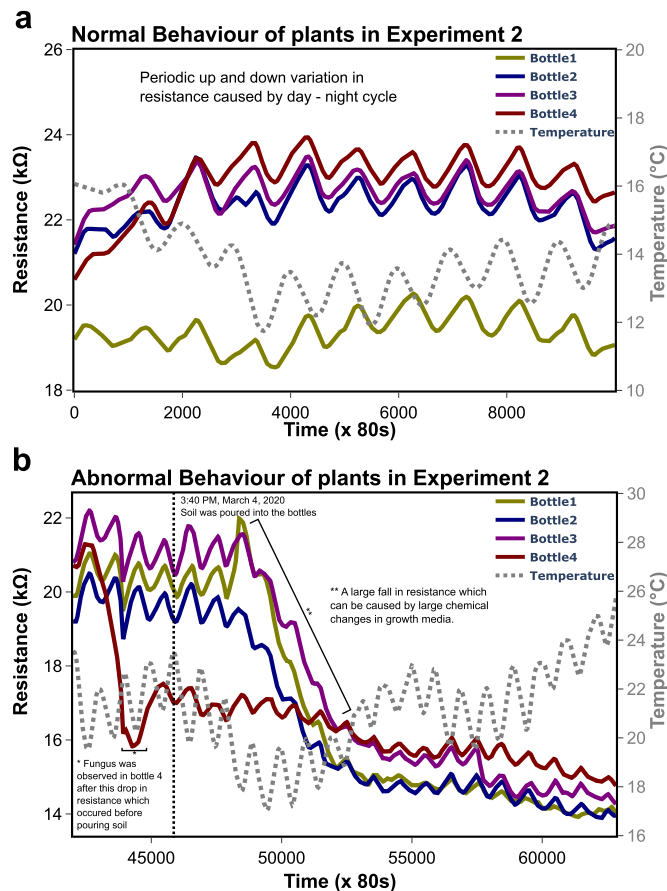 a
Normal Behaviour of plants in Experiment 2
26
24
22
20
18
Resistance (kΩ)
Periodic up and down variation in
resistance caused by day - night cycle
Bottle1
Bottle2
Bottle3
Bottle4
Temperature
20
18
16
14
12
10
Temperature (°C)
0
2000
4000
6000
8000
Time (x 80s)
b
Abnormal Behaviour of plants in Experiment 2
22
20
18
16
14
Resistance (kΩ)
3:40 PM, March 4, 2020
Soil was poured into the bottles
Bottle1
Bottle2
Bottle3
Bottle4
Temperature
**
** A large fall in resistance which
can be caused by large chemical
changes in growth media.
*
* Fungus was
observed in bottle 4
after this drop in
resistance which
occured before
pouring soil
30
28
26
24
22
20
18
16
Temperature (°C)
45000
50000
55000
60000
Time (x 80s)